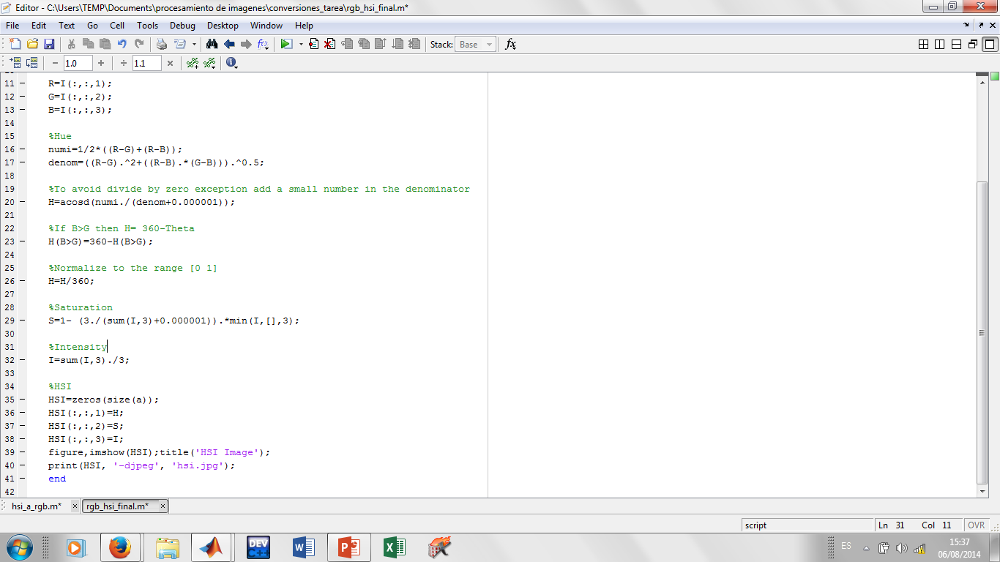 Editor - C:\Users\TEMP\Documents\procesamiento de imagenes\conversiones_tarea\rgb_hsi_final.m*
File Edit Text Go Cell Tools Debug Desktop Window Help
Stack: Base fx
− 1.0 + ÷ 1.1 ×
11 − R=I(:,:,1);
12 − G=I(:,:,2);
13 − B=I(:,:,3);
14
15 %Hue
16 − numi=1/2*((R-G)+(R-B));
17 − denom=((R-G).^2+((R-B).*(G-B))).^0.5;
18
19 %To avoid divide by zero exception add a small number in the denominator
20 − H=acosd(numi./(denom+0.000001));
21
22 %If B>G then H= 360-Theta
23 − H(B>G)=360-H(B>G);
24
25 %Normalize to the range [0 1]
26 − H=H/360;
27
28 %Saturation
29 − S=1- (3./(sum(I,3)+0.000001)).*min(I,[],3);
30
31 %Intensity
32 − I=sum(I,3)./3;
33
34 %HSI
35 − HSI=zeros(size(a));
36 − HSI(:,:,1)=H;
37 − HSI(:,:,2)=S;
38 − HSI(:,:,3)=I;
39 − figure,imshow(HSI);title('HSI Image');
40 − print(HSI, '-djpeg', 'hsi.jpg');
41 − end
42
hsi_a_rgb.m* × rgb_hsi_final.m* ×
script Ln 31 Col 11 OVR
DEV C++ W P X ES 15:37
06/08/2014